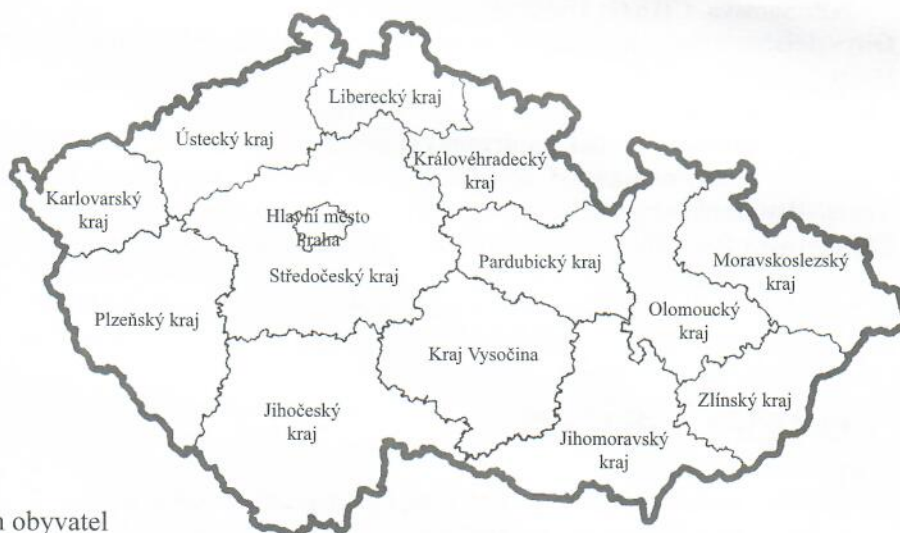 Liberecký kraj
Ústecký kraj
Královéhradecký
kraj
Karlovarský
kraj
Hlavní město
Praha
Středočeský kraj
Pardubický kraj
Moravskoslezský
kraj
Plzeňský kraj
Olomoucký
kraj
Kraj Vysočina
Jihočeský
kraj
Zlínský kraj
Jihomoravský
kraj
obyvatel